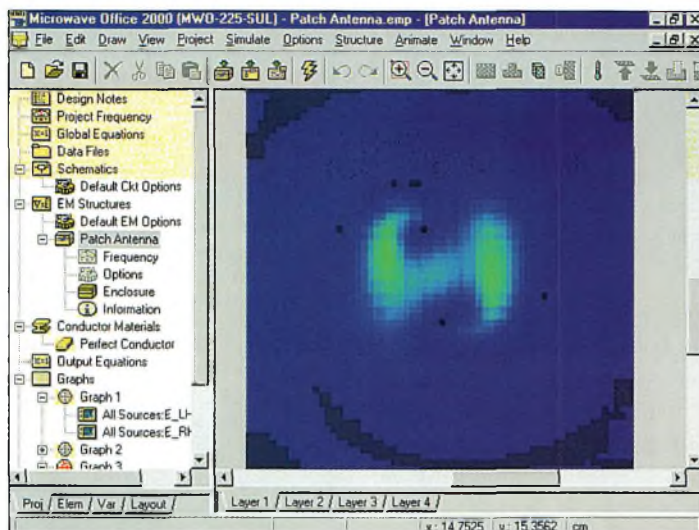 Microwave Office 2000 (MWO-225-SUL) - Patch Antenna.emp - [Patch Antenna]
File Edit Draw View Project Simulate Options Structure Animate Window Help
Design Notes
Project Frequency
Global Equations
Data Files
Schematics
Default Ckt Options
EM Structures
Default EM Options
Patch Antenna
Frequency
Options
Enclosure
Information
Conductor Materials
Perfect Conductor
Output Equations
Graphs
Graph 1
All Sources:E_LH
All Sources:E_RH
Graph 2
Graph 3
Proj / Elem / Var / Layout /
Layer 1 / Layer 2 / Layer 3 / Layer 4 /
x : 14.7525 y : 15.3562 cm